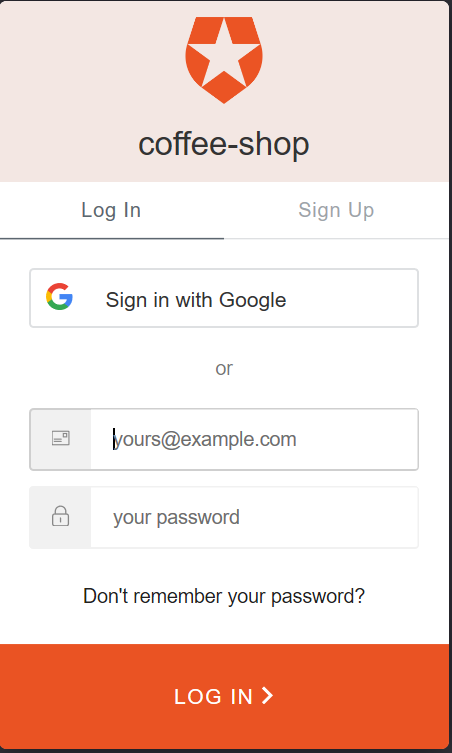 coffee-shop
Log In
Sign Up
Sign in with Google
or
yours@example.com
your password
Don't remember your password?
LOG IN